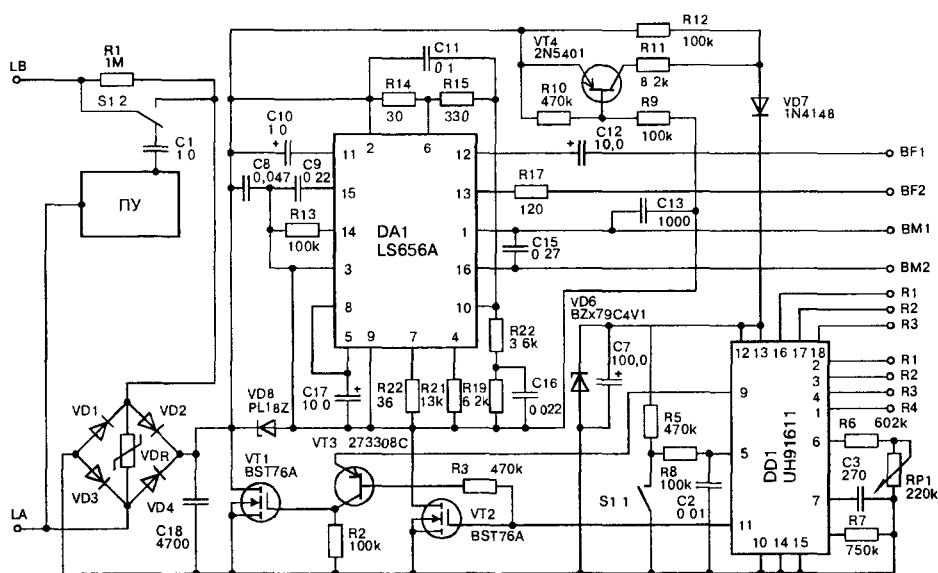 LB
R1
1M
S1 2
C1
1 0
ПУ
LA
VD1
VD2
VDR
VD3
VD4
C18
4700
C10
1 0
C8
0,047
C9
0 22
R13
100k
C11
0 1
R14
30
R15
330
11
2
6
12
15
13
14
1
3
16
8
10
5
9
7
4
DA1
LS656A
VT4
2N5401
R10
470k
R11
8 2k
R12
100k
R9
100k
VD7
1N4148
C12
10,0
R17
120
C13
1000
C15
0 27
BF1
BF2
BM1
BM2
R1
R2
R3
R1
R2
R3
R4
VD6
BZx79C4V1
C7
100,0
R22
3 6k
C16
0 022
C17
10 0
R22
36
R21
13k
R19
6 2k
VD8
PL18Z
VT3
273308C
VT1
BST76A
R2
100k
R3
470k
VT2
BST76A
R5
470k
R8
100k
S1 1
C2
0 01
12
13
16
17
18
2
3
4
1
9
5
6
7
11
10
14
15
DD1
UH91611
R6
602k
C3
270
RP1
220k
R7
750k